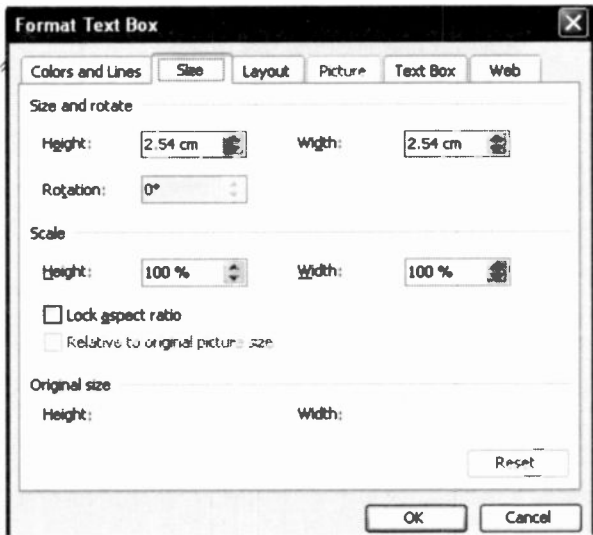 Format Text Box
Colors and Lines Size Layout Picture Text Box Web
Size and rotate
Height: 2.54 cm Width: 2.54 cm
Rotation: 0°
Scale
Height: 100 % Width: 100 %
Lock aspect ratio
Relative to original picture size
Original size
Height: Width:
Reset
OK Cancel